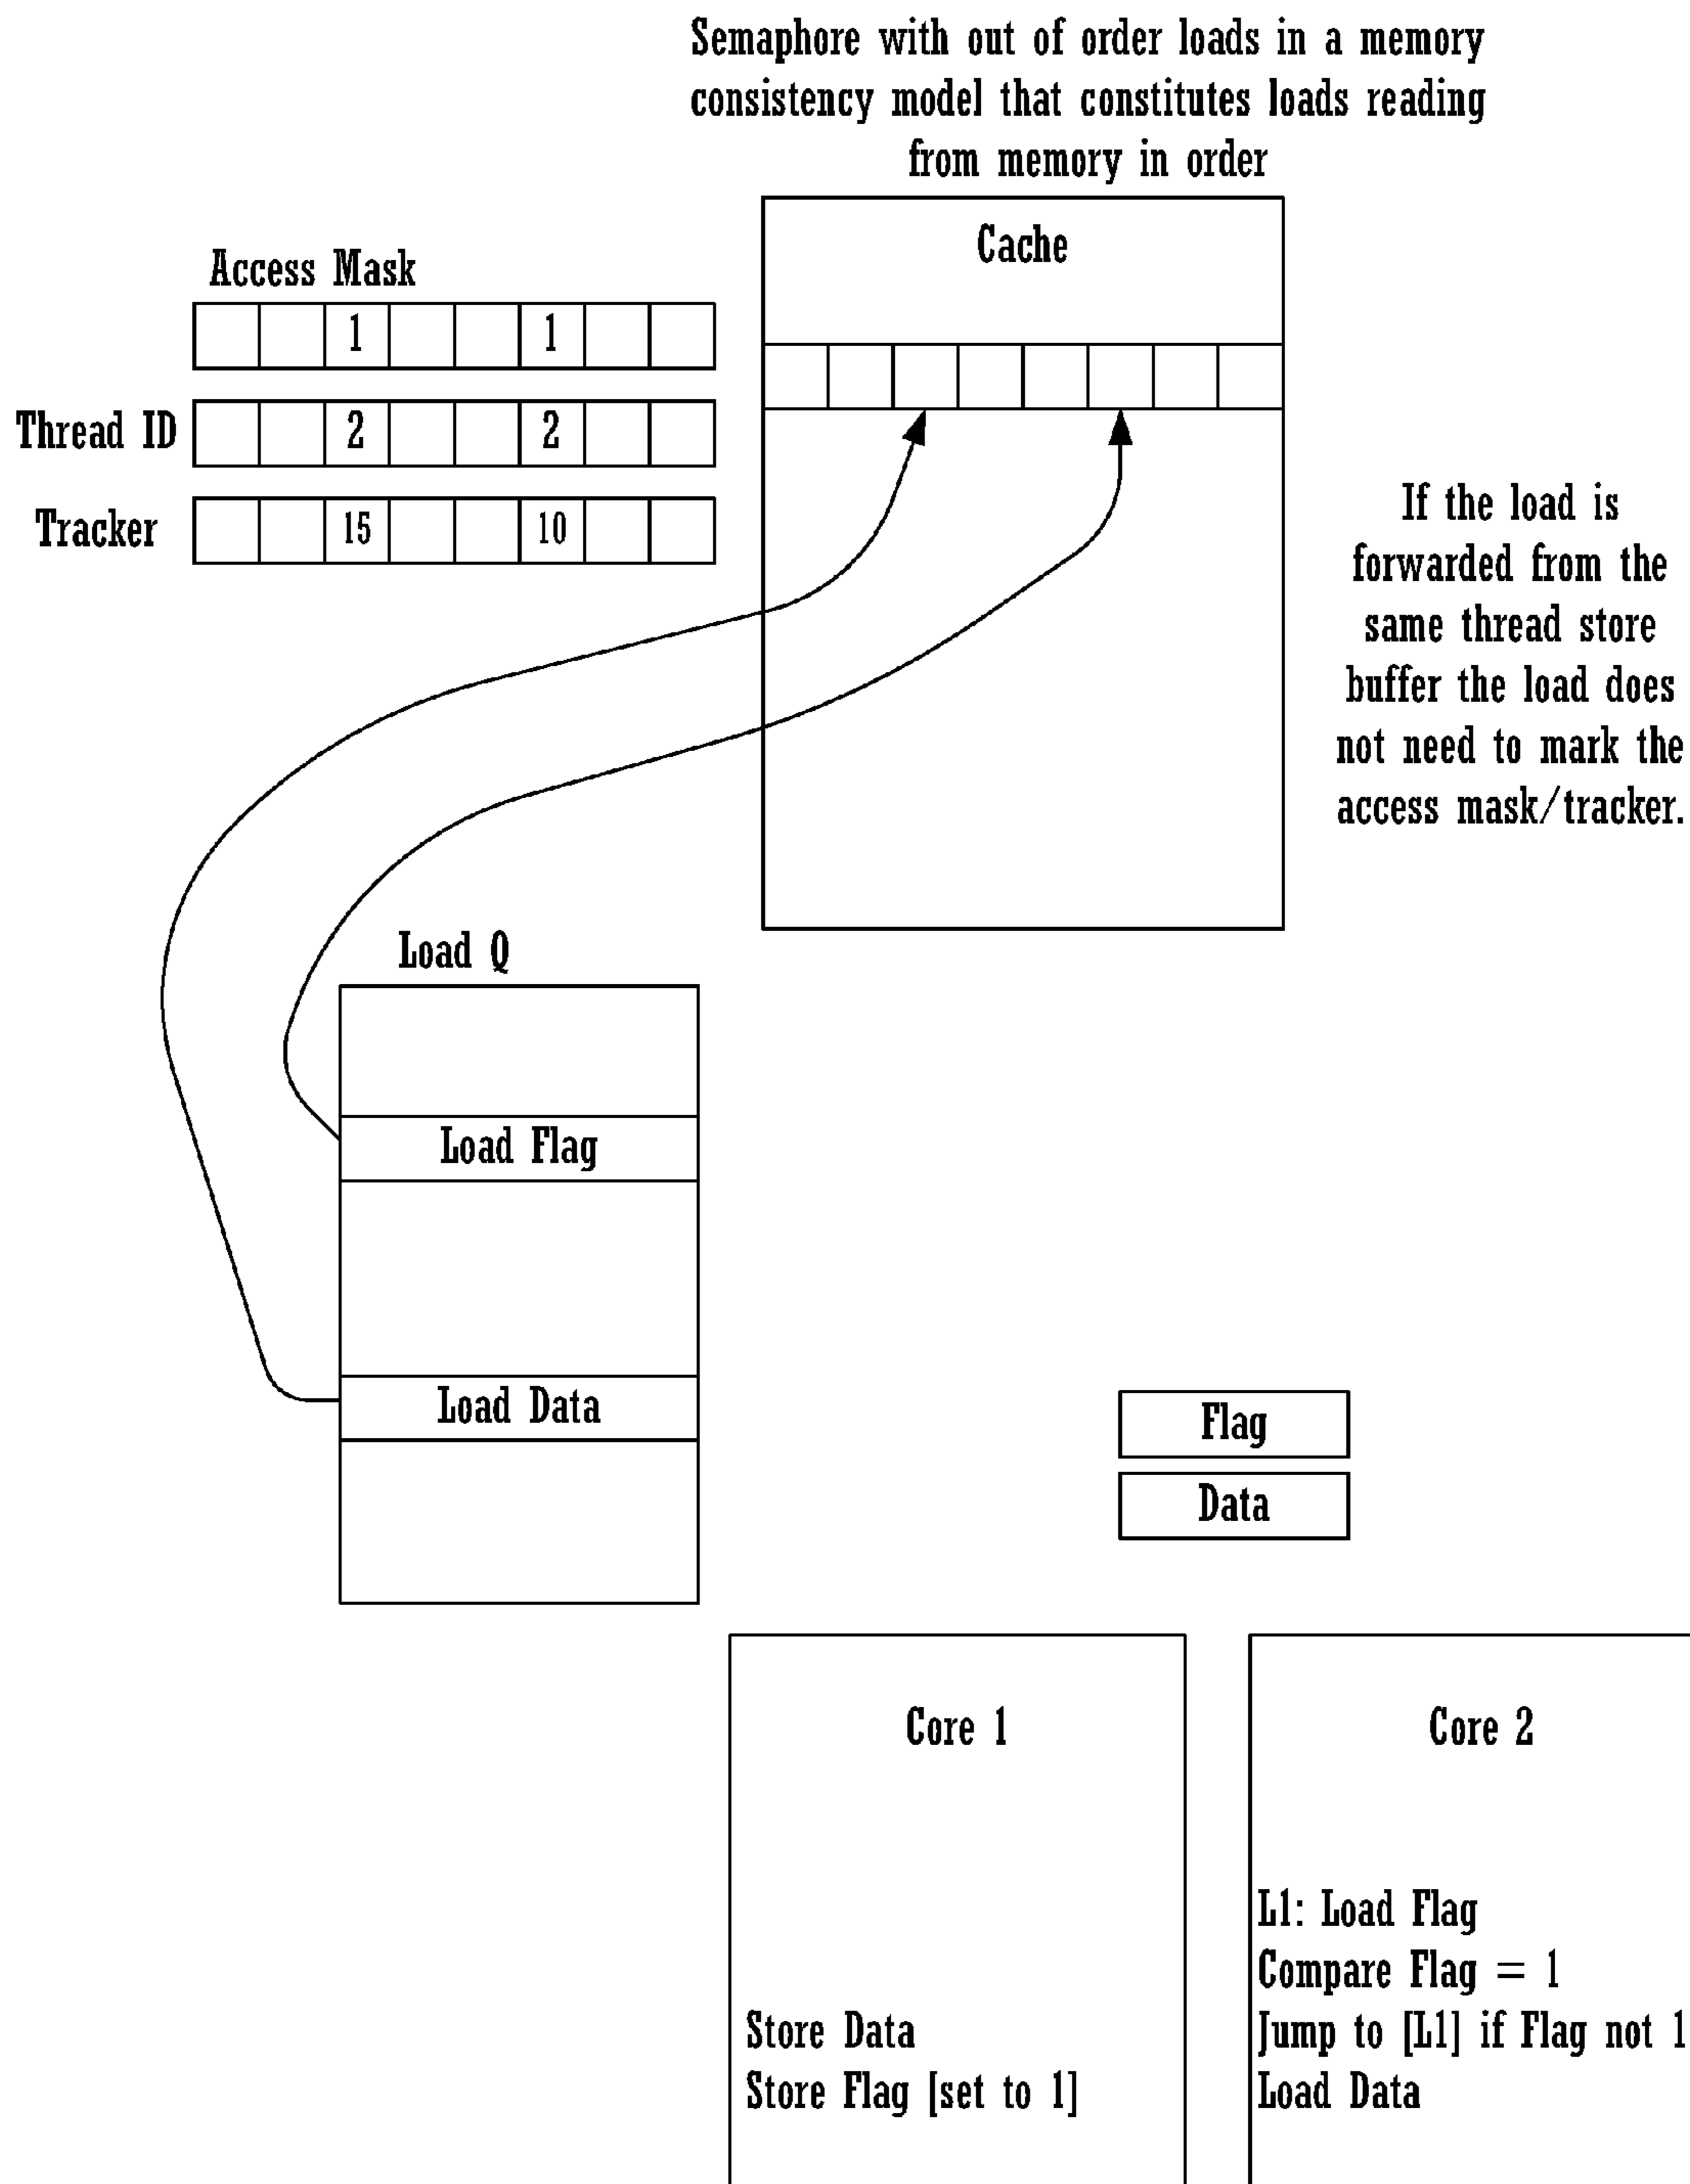 Semaphore with out of order loads in a memory
consistency model that constitutes loads reading
from memory in order
Cache
Access Mask
1 1
Thread ID 2 2
Tracker 15 10
If the load is
forwarded from the
same thread store
buffer the load does
not need to mark the
access mask/tracker.
Load Q
Load Flag
Load Data
Flag
Data
Core 1
Store Data
Store Flag [set to 1]
Core 2
L1: Load Flag
Compare Flag = 1
Jump to [L1] if Flag not 1
Load Data